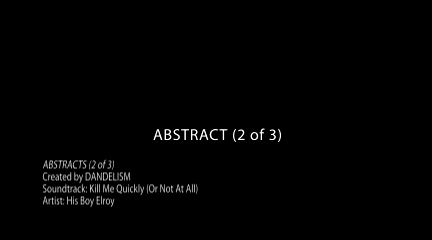 ABSTRACT (2 of 3)
ABSTRACTS (2 of 3)
Created by DANDELISM
Soundtrack: Kill Me Quickly (Or Not At All)
Artist: His Boy Elroy